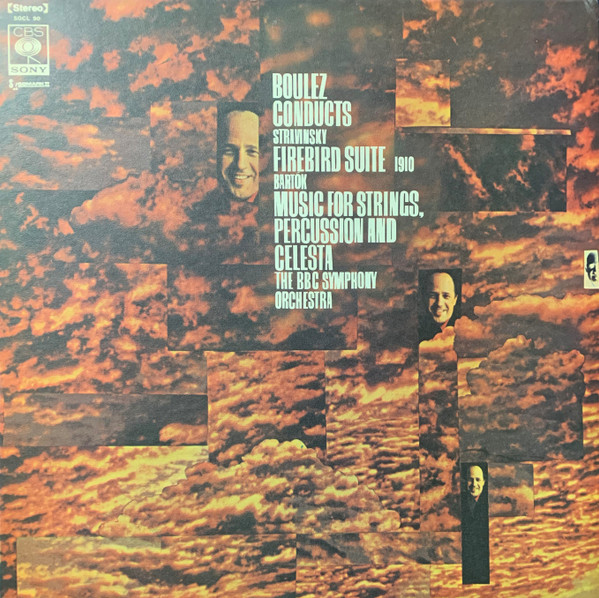 【Stereo】
SOCL 98
CBS
SONY
BOULEZ
CONDUCTS
STRAVINSKY
FIREBIRD SUITE 1910
BARTOK
MUSIC FOR STRINGS,
PERCUSSION AND
CELESTA
THE BBC SYMPHONY
ORCHESTRA